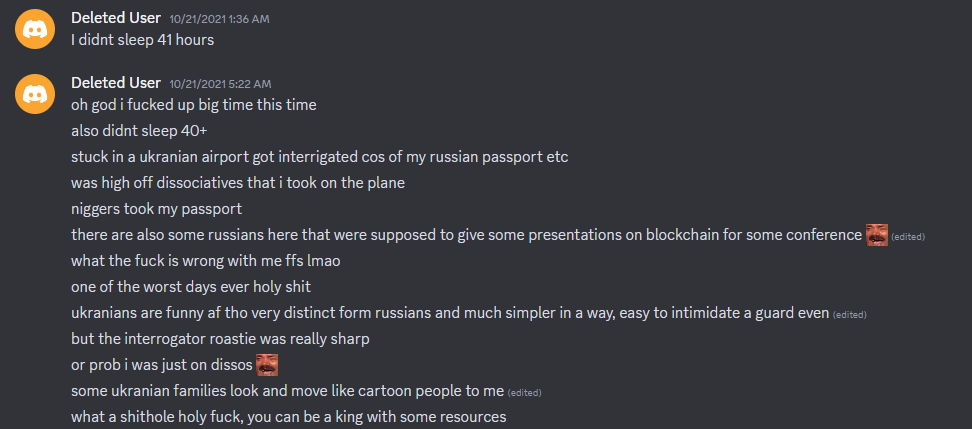 Deleted User 10/21/2021 1:36 AM
I didnt sleep 41 hours
Deleted User 10/21/2021 5:22 AM
oh god i fucked up big time this time
also didnt sleep 40+
stuck in a ukranian airport got interrigated cos of my russian passport etc
was high off dissociatives that i took on the plane
niggers took my passport
there are also some russians here that were supposed to give some presentations on blockchain for some conference (edited)
what the fuck is wrong with me ffs lmao
one of the worst days ever holy shit
ukranians are funny af tho very distinct form russians and much simpler in a way, easy to intimidate a guard even (edited)
but the interrogator roastie was really sharp
or prob i was just on dissos
some ukranian families look and move like cartoon people to me (edited)
what a shithole holy fuck, you can be a king with some resources